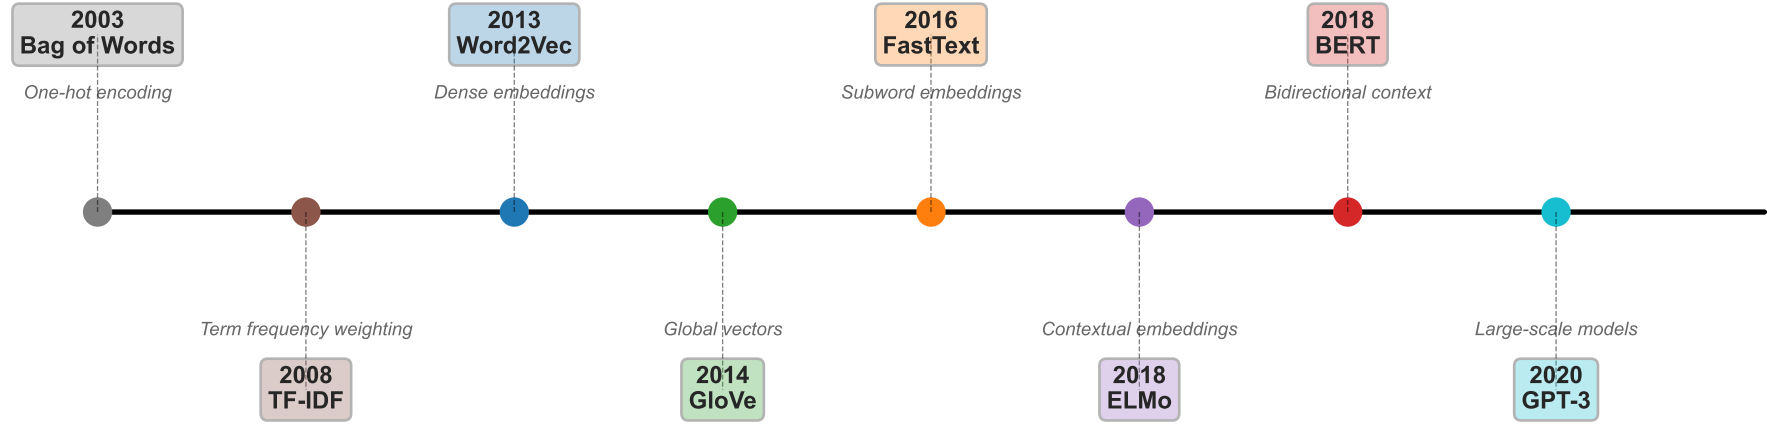 2003
Bag of Words
One-hot encoding
2013
Word2Vec
Dense embeddings
2016
FastText
Subword embeddings
2018
BERT
Bidirectional context
Term frequency weighting
2008
TF-IDF
Global vectors
2014
GloVe
Contextual embeddings
2018
ELMo
Large-scale models
2020
GPT-3